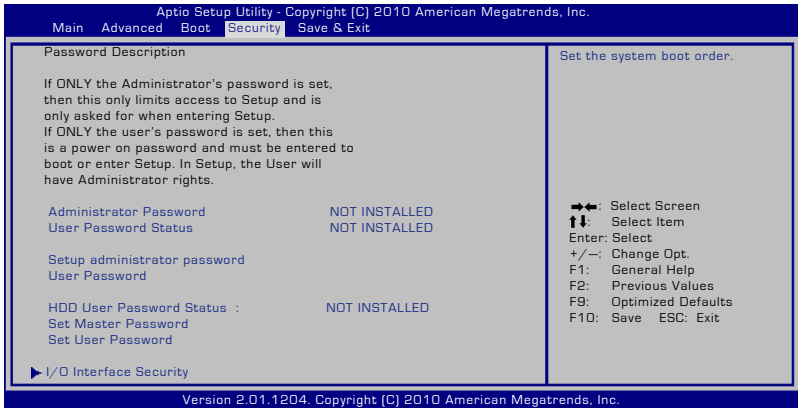 Aptio Setup Utility - Copyright (C) 2010 American Megatrends, Inc.
Main Advanced Boot Security Save & Exit
Password Description
If ONLY the Administrator's password is set,
then this only limits access to Setup and is
only asked for when entering Setup.
If ONLY the user's password is set, then this
is a power on password and must be entered to
boot or enter Setup. In Setup, the User will
have Administrator rights.
Administrator Password NOT INSTALLED
User Password Status NOT INSTALLED
Setup administrator password
User Password
HDD User Password Status : NOT INSTALLED
Set Master Password
Set User Password
I/O Interface Security
Set the system boot order.
→←: Select Screen
↑↓: Select Item
Enter: Select
+/—: Change Opt.
F1: General Help
F2: Previous Values
F9: Optimized Defaults
F10: Save ESC: Exit
Version 2.01.1204. Copyright (C) 2010 American Megatrends, Inc.